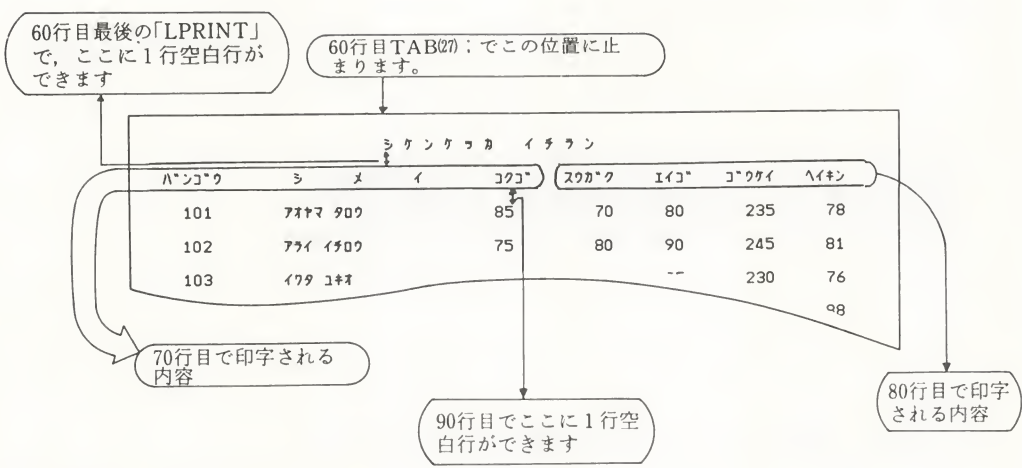 60行目最後の「LPRINT」
で，ここに1行空白行が
できます
60行目TAB(27)；でこの位置に止
まります。
シケンケッカ イチラン
バンゴウ シ メ イ コクゴ スウガク エイゴ ゴウケイ ヘイキン
101 アオヤマ タロウ 85 70 80 235 78
102 アライ イチロウ 75 80 90 245 81
103 イワタ ユキオ 230 76
98
70行目で印字される
内容
80行目で印字
される内容
90行目でここに1行空
白行ができます